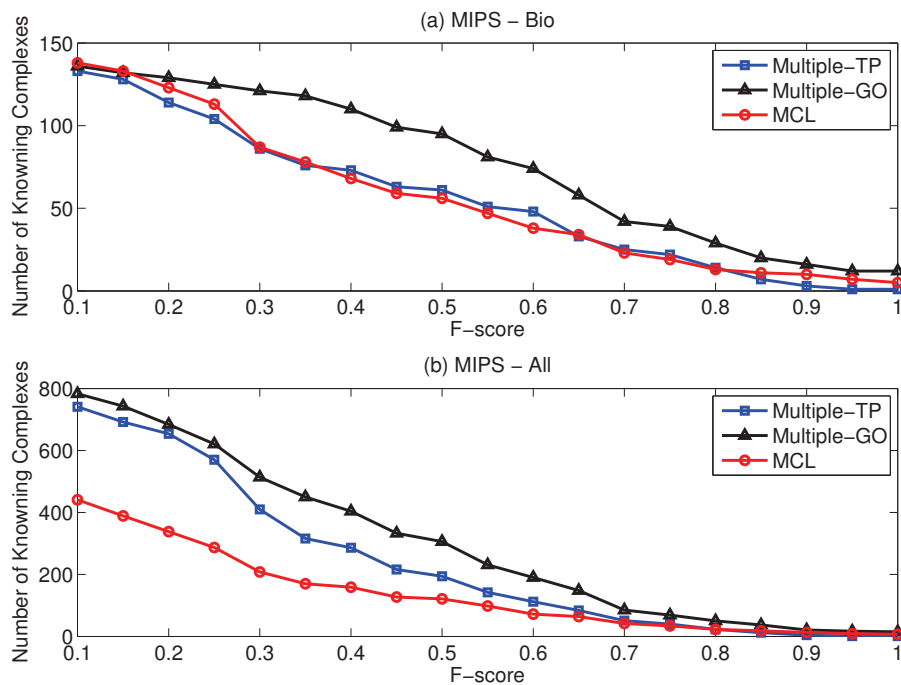 (a) MIPS − Bio
Number of Knowning Complexes
150
100
50
0
0.1 0.2 0.3 0.4 0.5 0.6 0.7 0.8 0.9 1
F−score
Multiple−TP
Multiple−GO
MCL
(b) MIPS − All
Number of Knowning Complexes
800
600
400
200
0
0.1 0.2 0.3 0.4 0.5 0.6 0.7 0.8 0.9 1
F−score
Multiple−TP
Multiple−GO
MCL